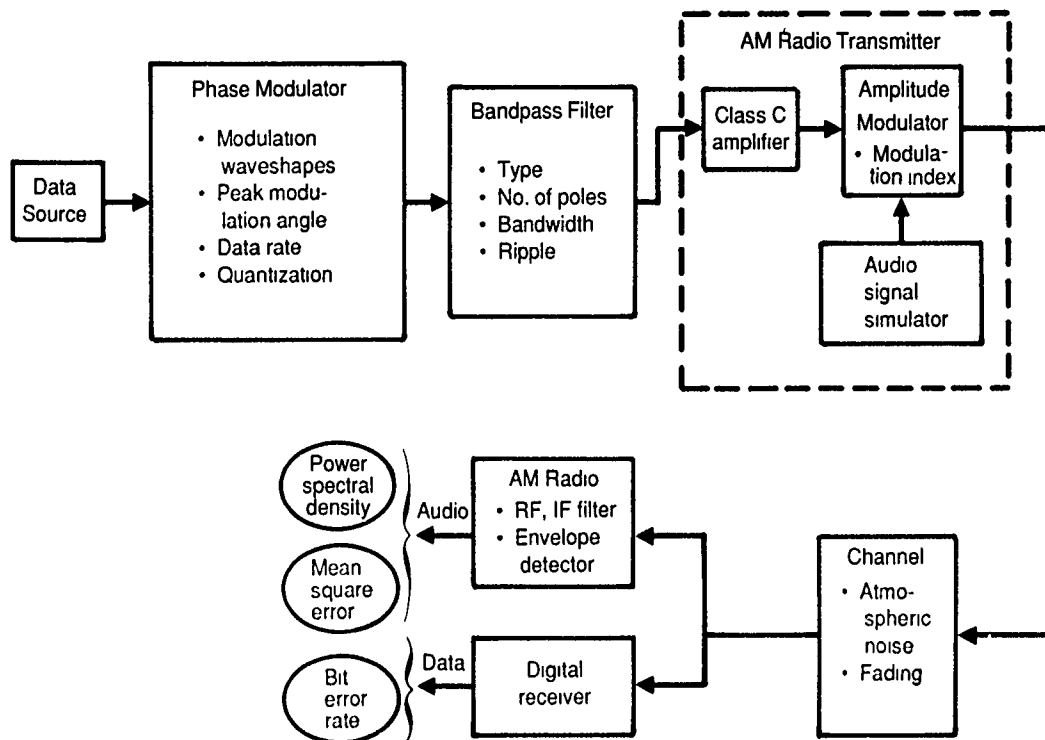 AM Radio Transmitter
Data
Source
Phase Modulator
• Modulation
waveshapes
• Peak modu-
lation angle
• Data rate
• Quantization
Bandpass Filter
• Type
• No. of poles
• Bandwidth
• Ripple
Class C
amplifier
Amplitude
Modulator
• Modula-
tion index
Audio
signal
simulator
Power
spectral
density
Mean
square
error
Audio
AM Radio
• RF, IF filter
• Envelope
detector
Channel
• Atmo-
spheric
noise
• Fading
Bit
error
rate
Data
Digital
receiver